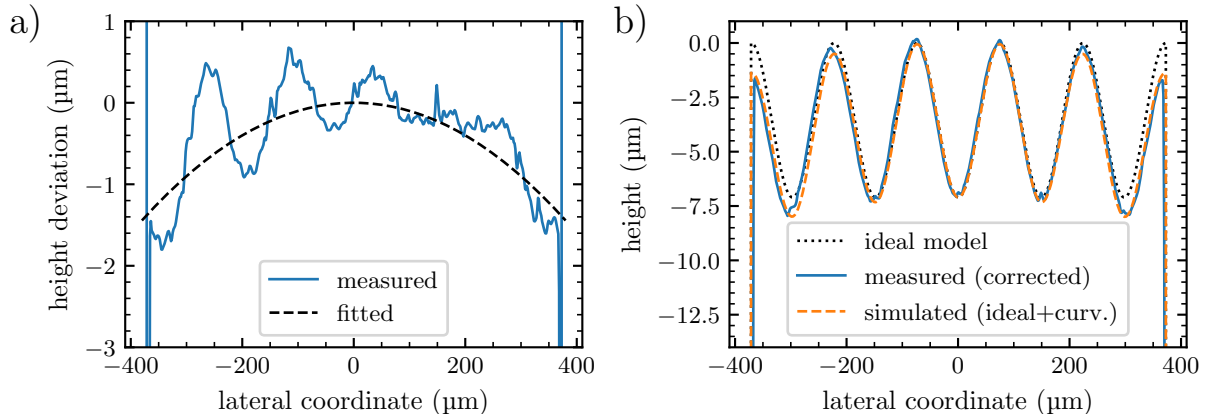 a)
height deviation (µm)
1
0
−1
−2
−3
measured
fitted
−400 −200 0 200 400
lateral coordinate (µm)
b)
height (µm)
0.0
−2.5
−5.0
−7.5
−10.0
−12.5
ideal model
measured (corrected)
simulated (ideal+curv.)
−400 −200 0 200 400
lateral coordinate (µm)